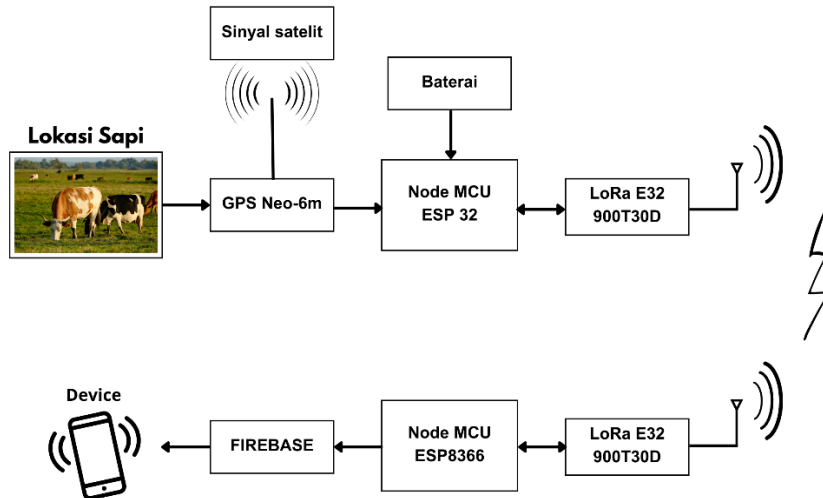 Sinyal satelit
Baterai
Lokasi Sapi
GPS Neo-6m
Node MCU
ESP 32
LoRa E32
900T30D
Device
FIREBASE
Node MCU
ESP8366
LoRa E32
900T30D